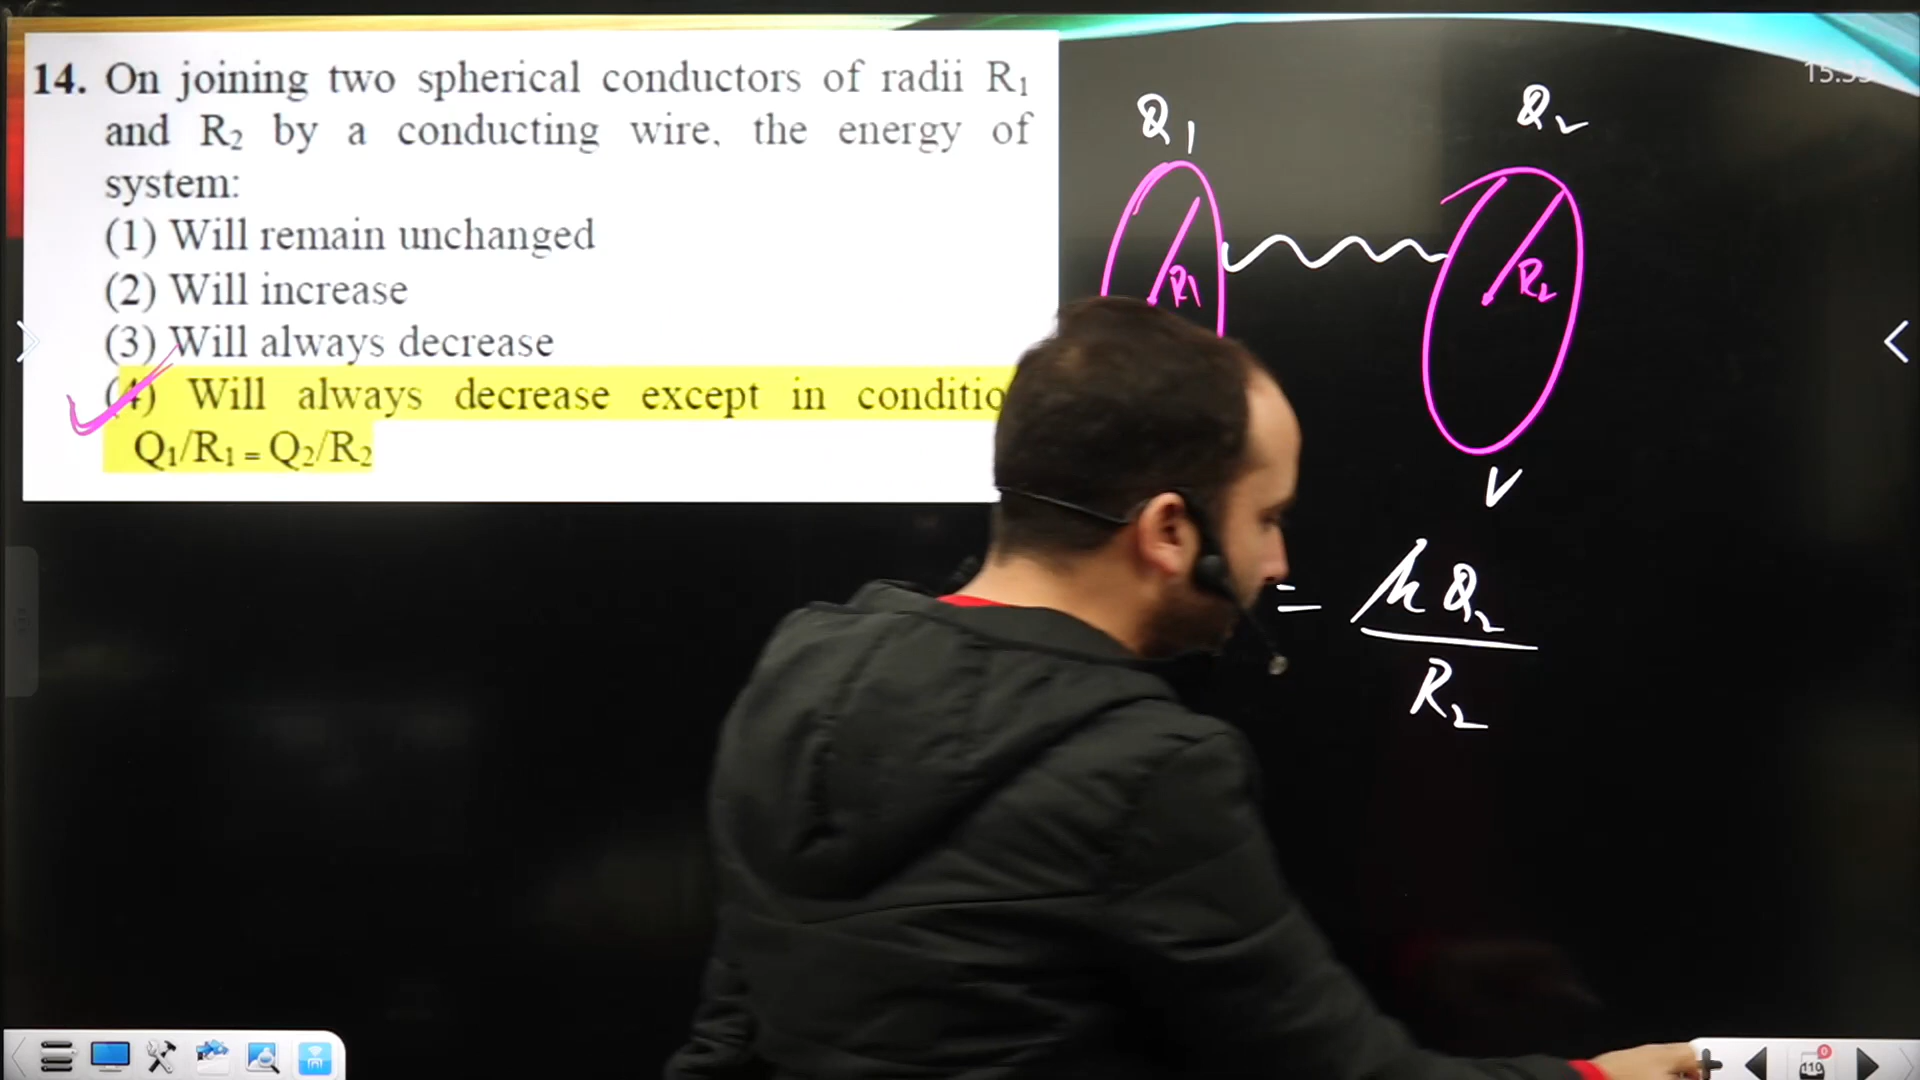 14. On joining two spherical conductors of radii R₁
and R₂ by a conducting wire, the energy of
system:
(1) Will remain unchanged
(2) Will increase
(3) Will always decrease
(4) Will always decrease except in
Q₁/R₁ = Q₂/R₂
Q₁
Q₂
R₁
R₂
V
= KQ₂
R₂
110
0